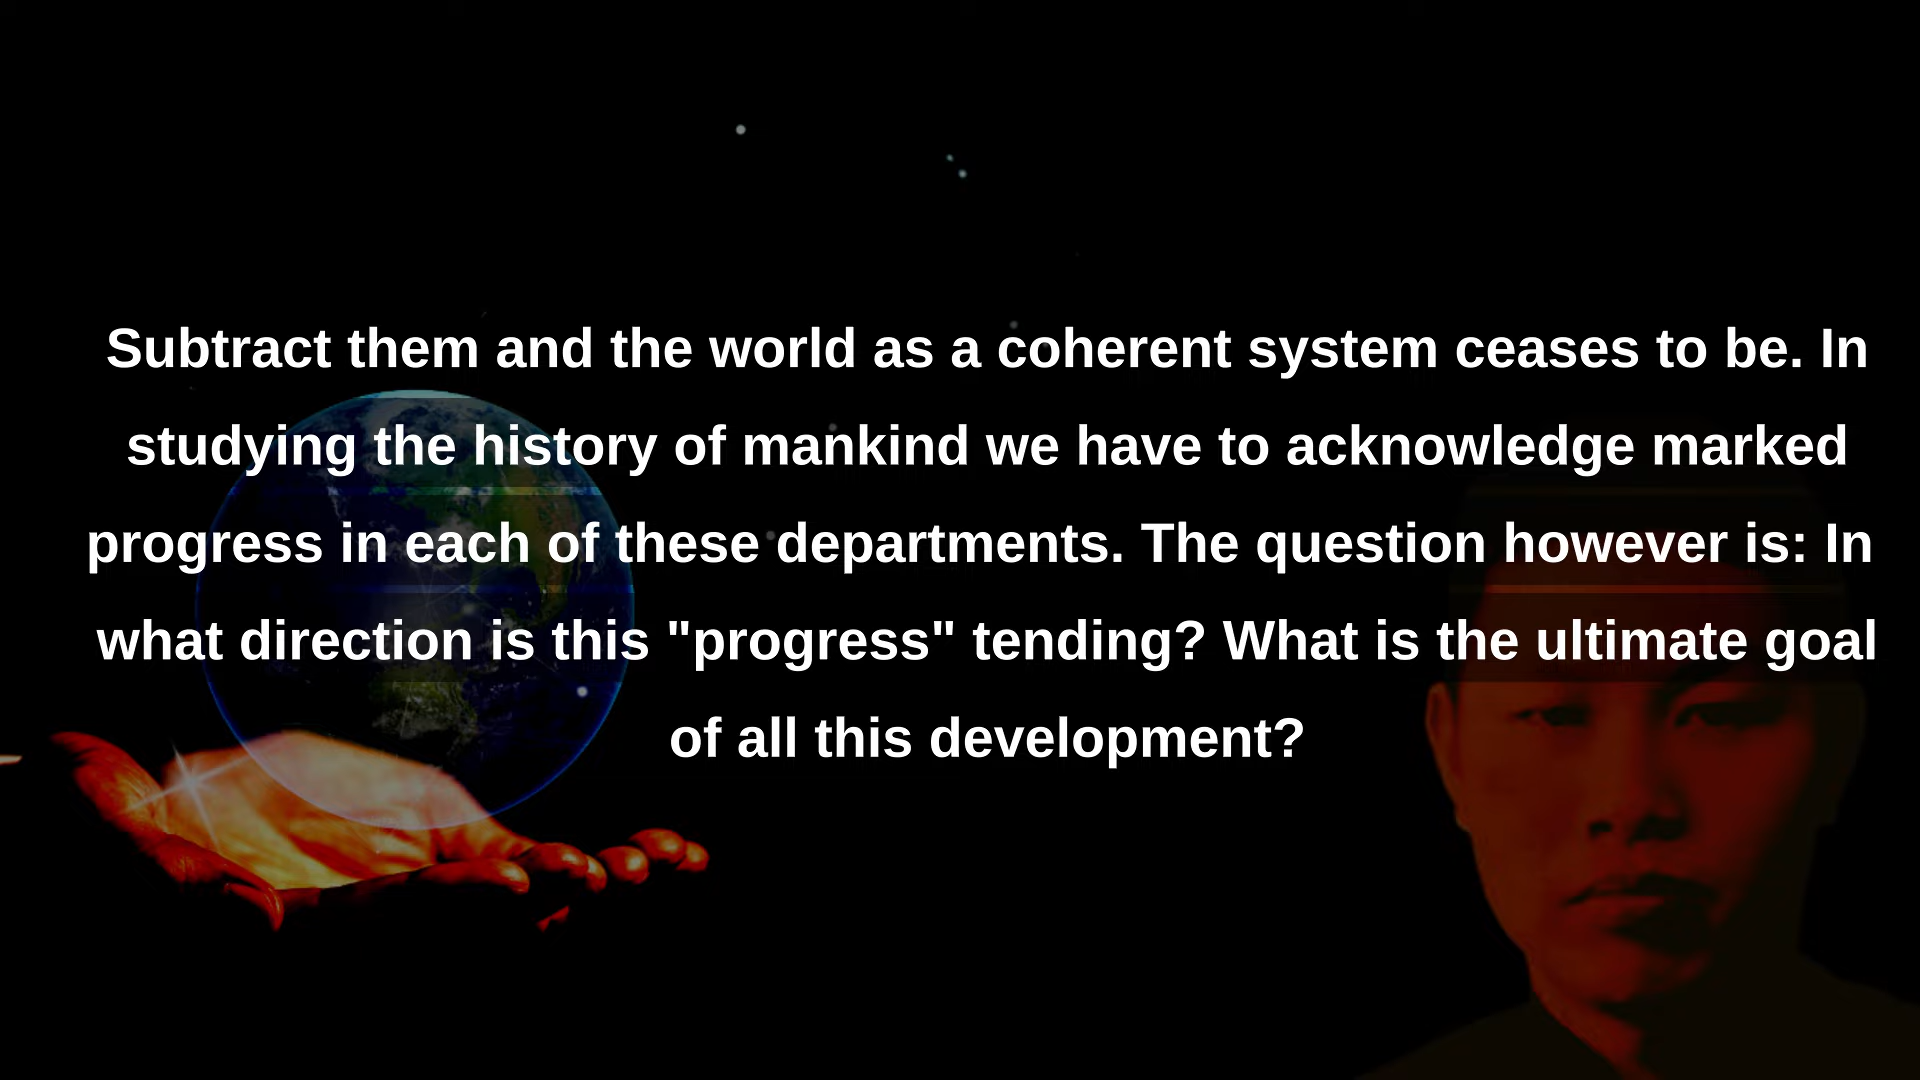 Subtract them and the world as a coherent system ceases to be. In
studying the history of mankind we have to acknowledge marked
progress in each of these departments. The question however is: In
what direction is this "progress" tending? What is the ultimate goal
of all this development?